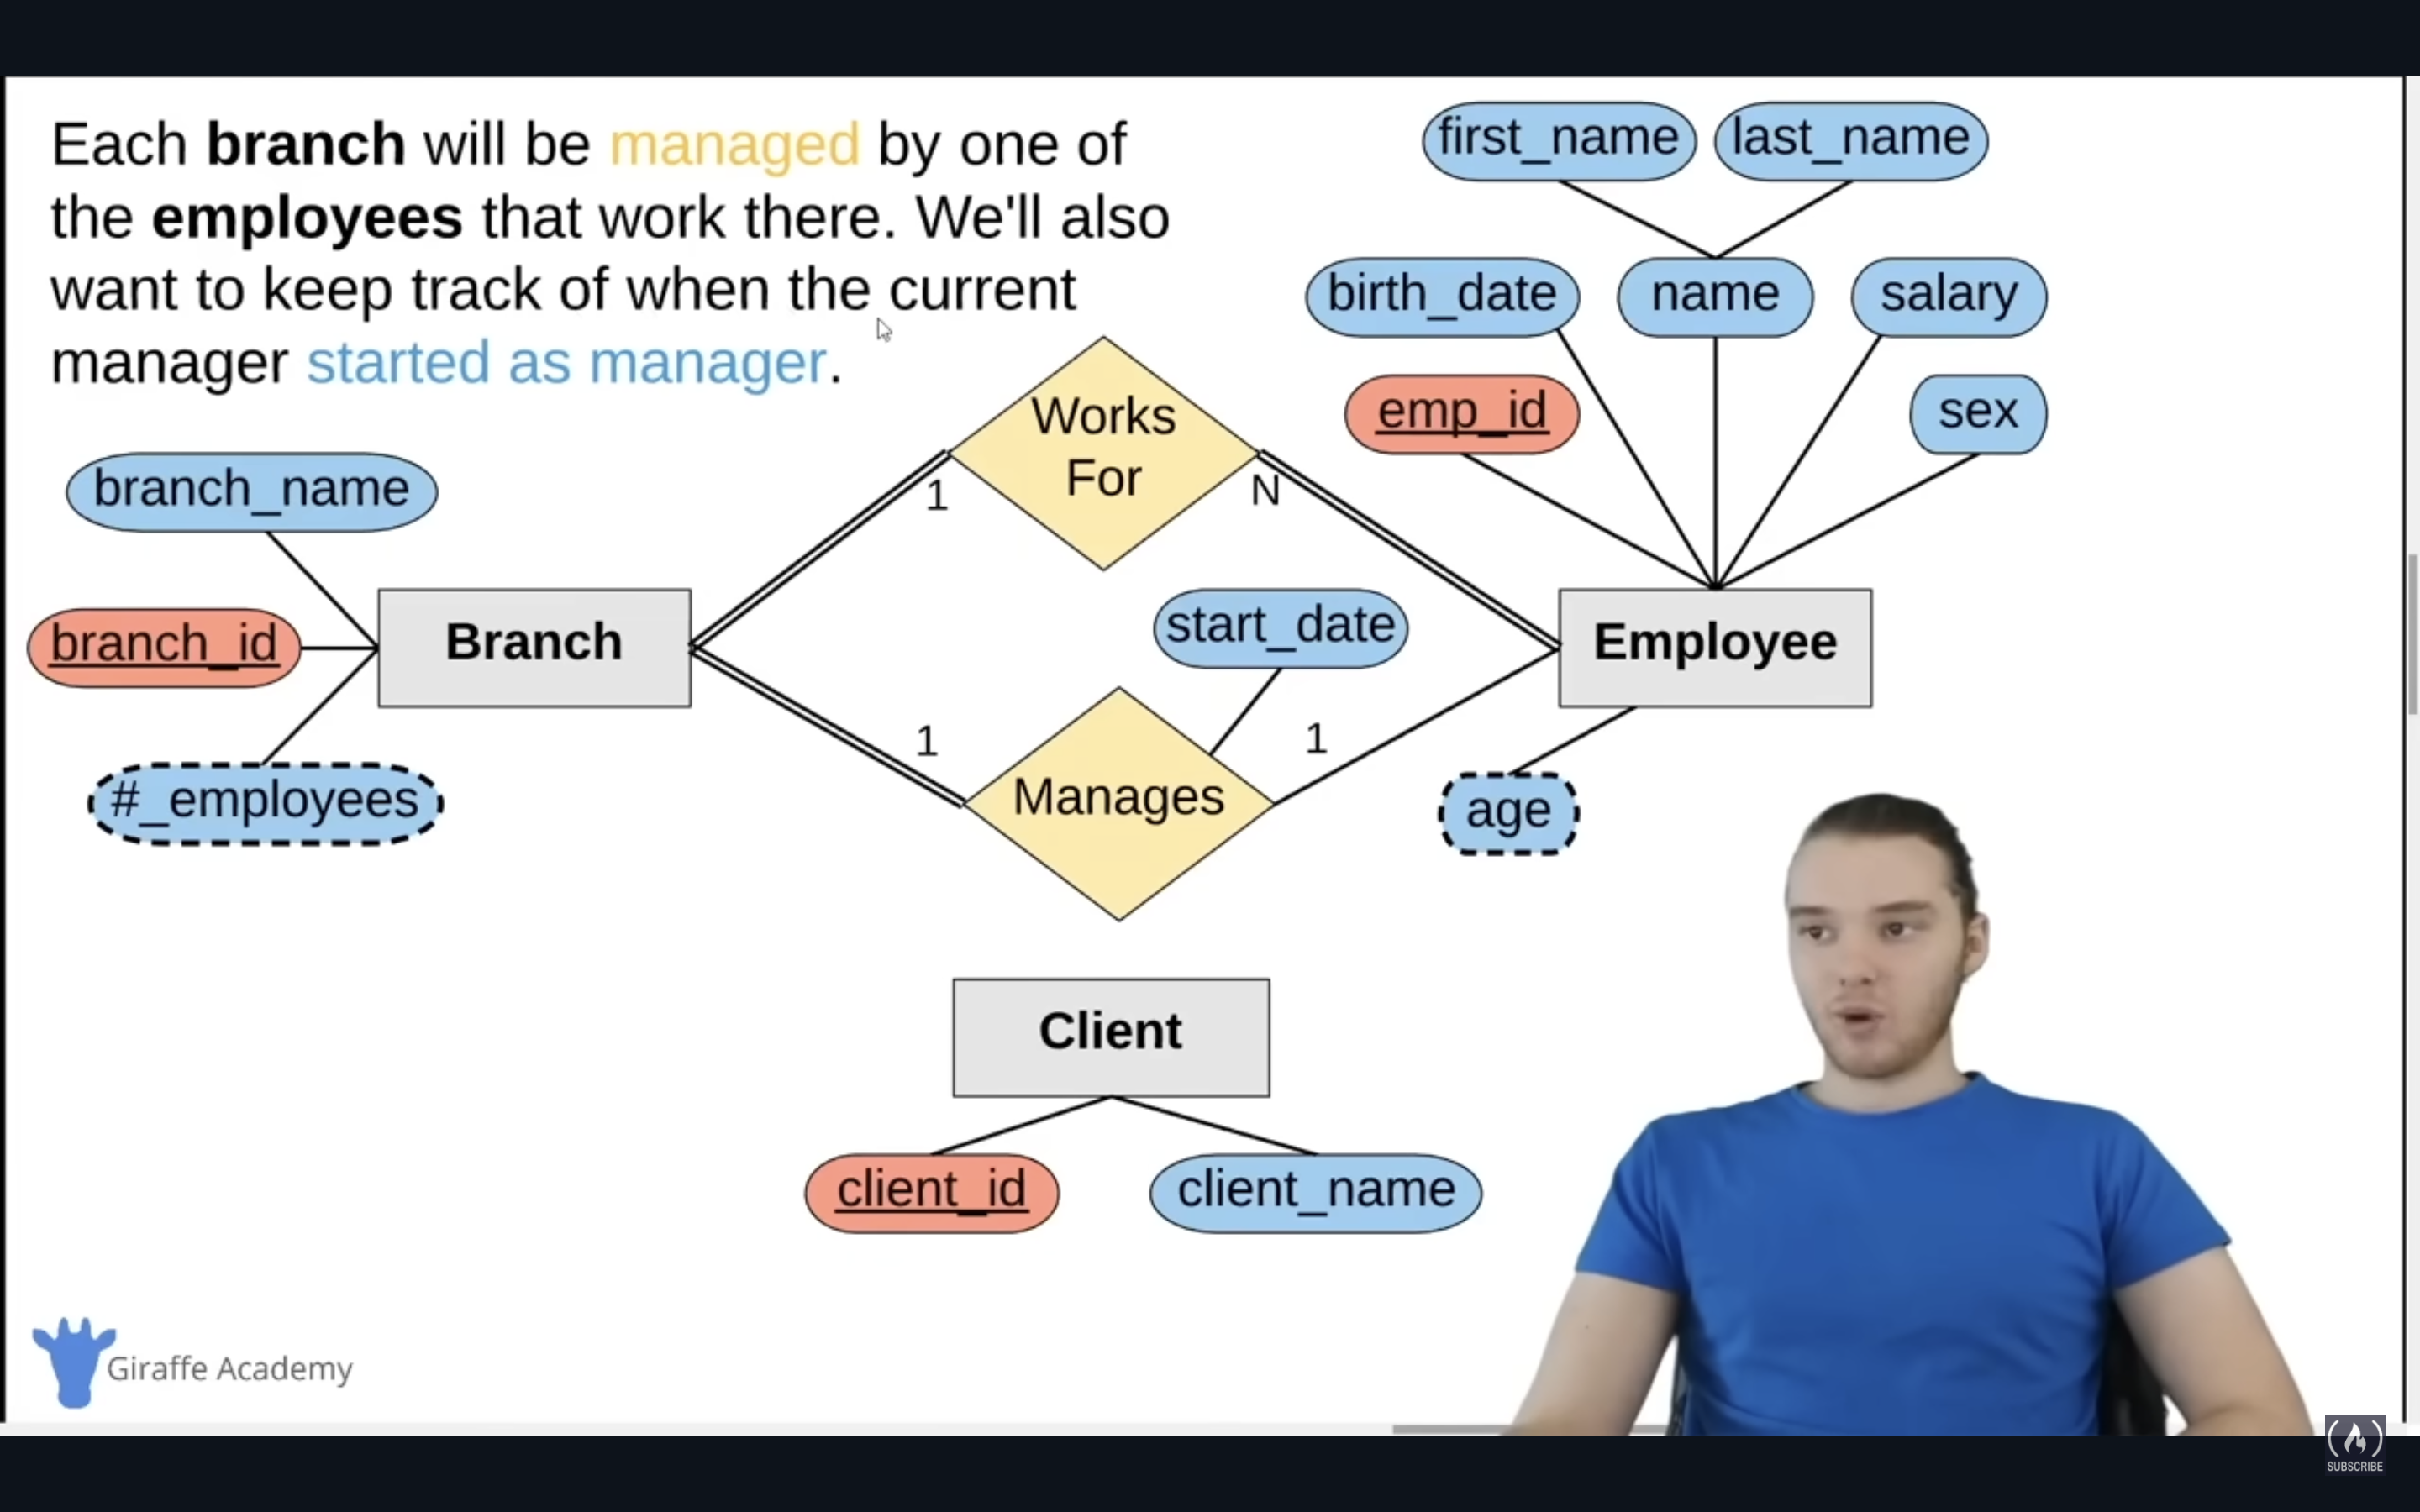 Each branch will be managed by one of
the employees that work there. We'll also
want to keep track of when the current
manager started as manager.
first_name
last_name
birth_date
name
salary
emp_id
sex
Works
For
branch_name
1
N
branch_id
Branch
start_date
Employee
#_employees
1
1
Manages
age
Client
client_id
client_name
Giraffe Academy
SUBSCRIBE